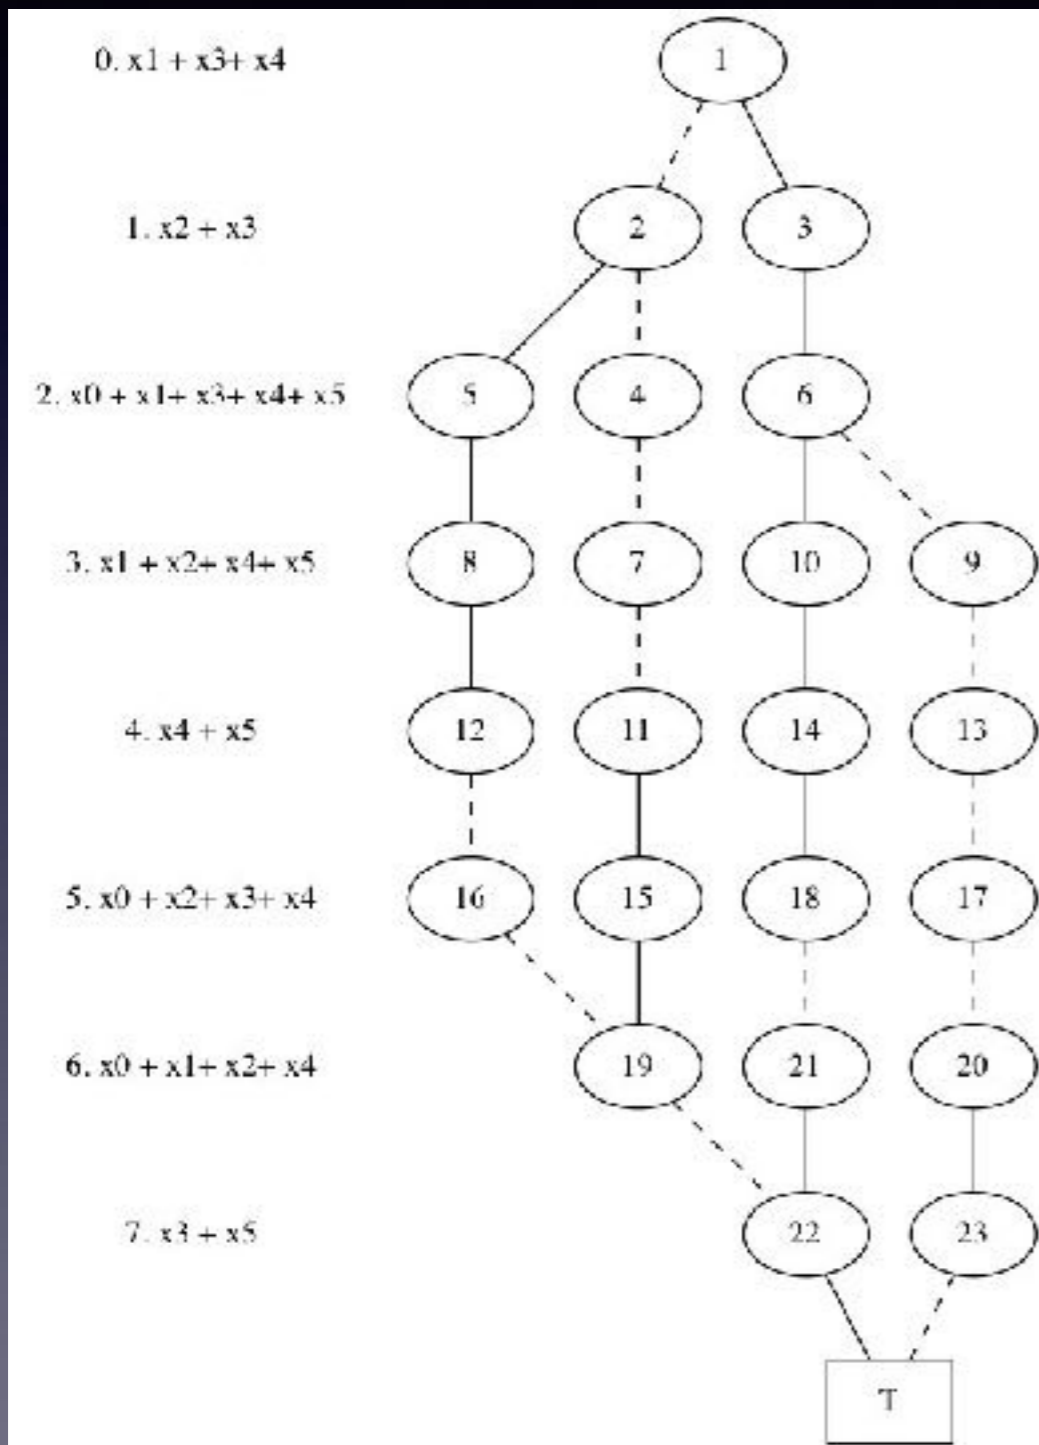 0. x1 + x3+ x4 1
1. x2 + x3 2 3
2. x0 + x1+ x3+ x4+ x5 5 4 6
3. x1 + x2+ x4+ x5 8 7 10 9
4. x4 + x5 12 11 14 13
5. x0 + x2+ x3+ x4 16 15 18 17
6. x0 + x1+ x2+ x4 19 21 20
7. x3 + x5 22 23
T